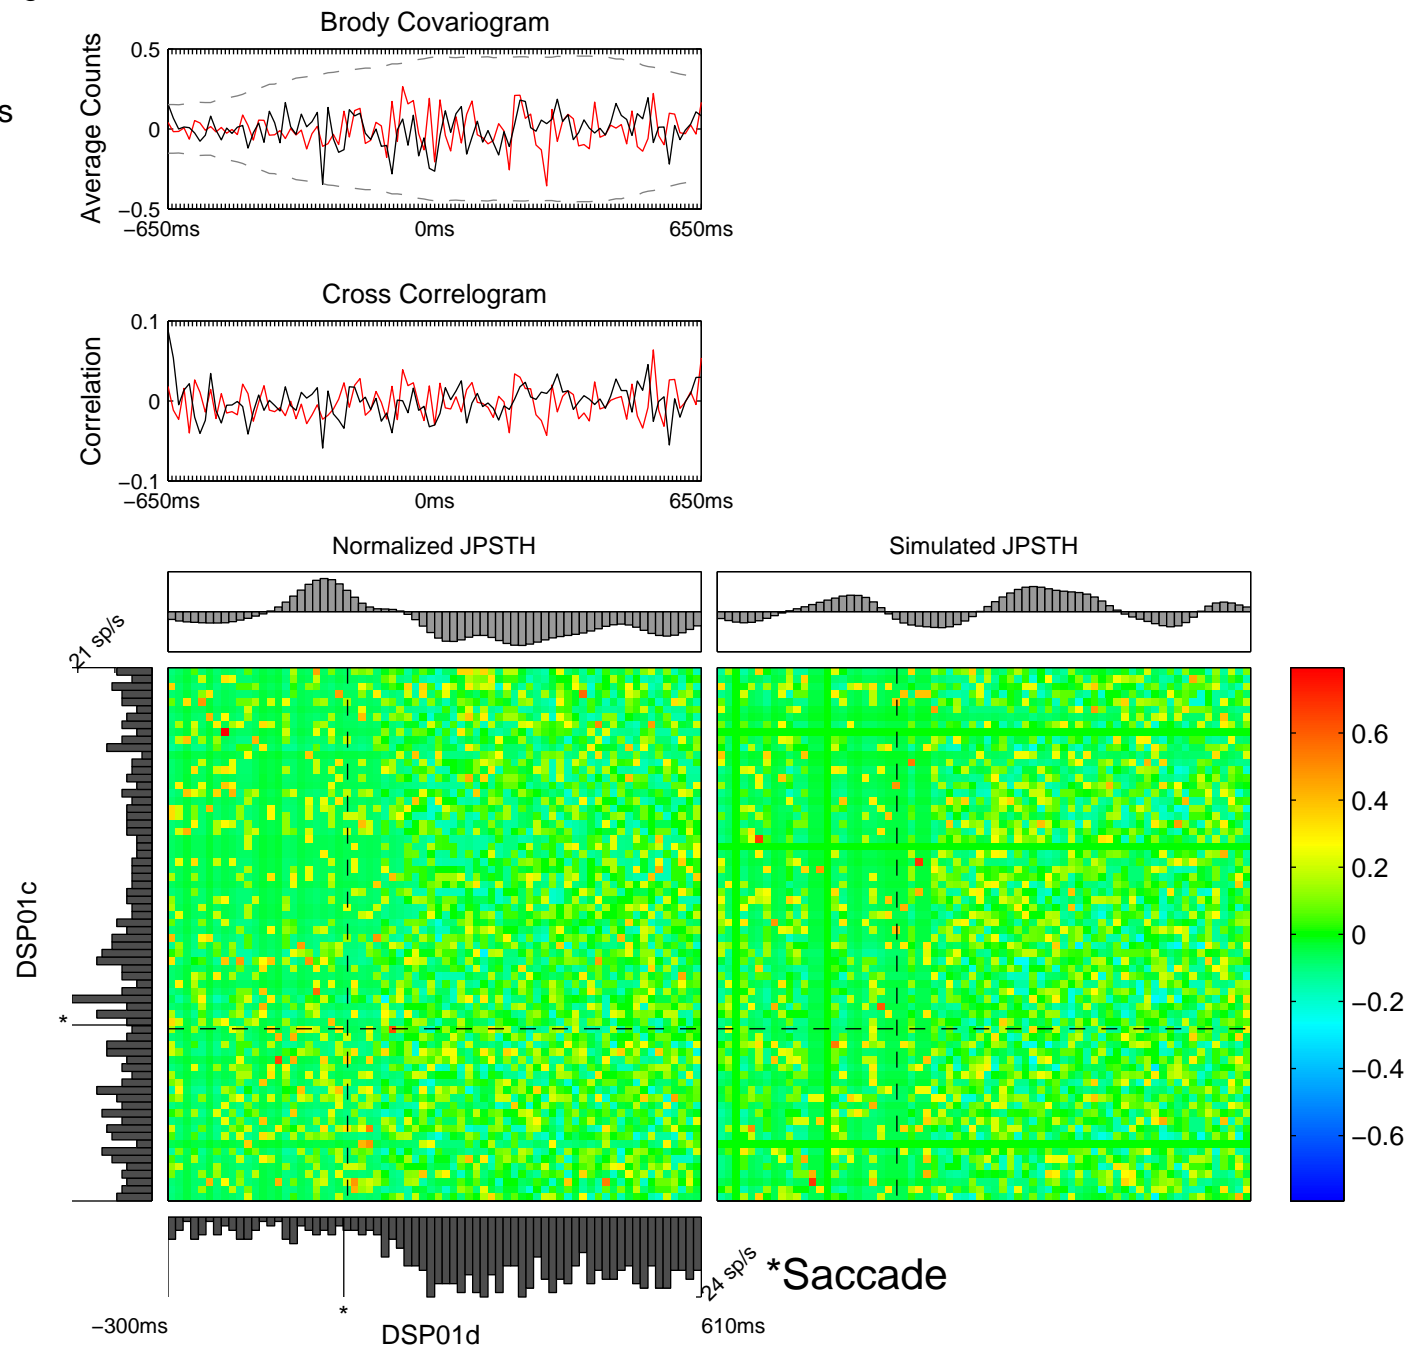 Brody Covariogram
Average Counts
0.5
0
−0.5
−650ms
0ms
650ms
s
Cross Correlogram
Correlation
0.1
0
−0.1
−650ms
0ms
650ms
Normalized JPSTH
Simulated JPSTH
21 sp/s
DSP01c
*
0.6
0.4
0.2
0
−0.2
−0.4
−0.6
24 sp/s
*Saccade
*
−300ms
DSP01d
610ms